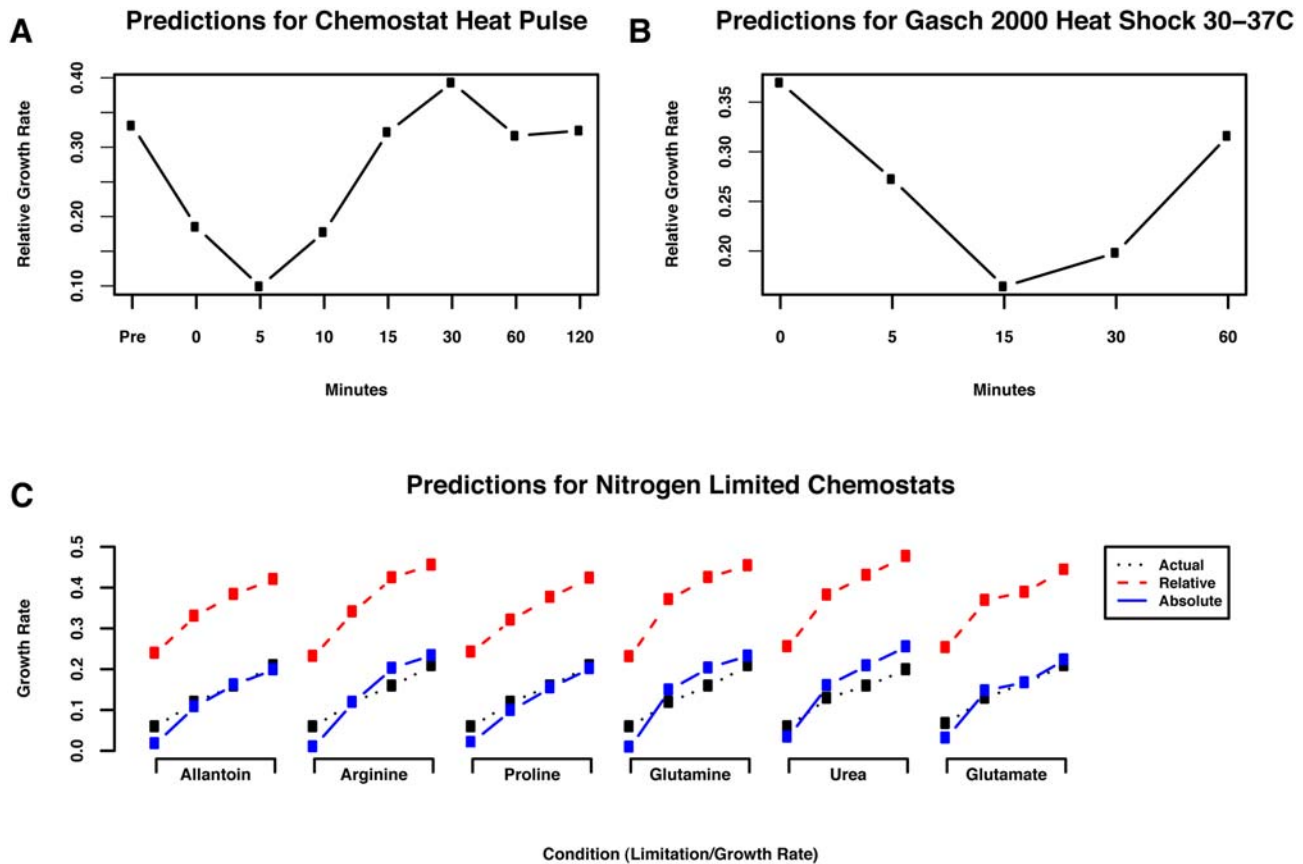 A
Predictions for Chemostat Heat Pulse
Relative Growth Rate
0.40
0.30
0.20
0.10
Pre 0 5 10 15 30 60 120
Minutes
B
Predictions for Gasch 2000 Heat Shock 30–37C
Relative Growth Rate
0.35
0.30
0.25
0.20
0 5 15 30 60
Minutes
C
Predictions for Nitrogen Limited Chemostats
Growth Rate
0.5
0.4
0.3
0.2
0.1
0.0
Allantoin Arginine Proline Glutamine Urea Glutamate
Actual
Relative
Absolute
Condition (Limitation/Growth Rate)